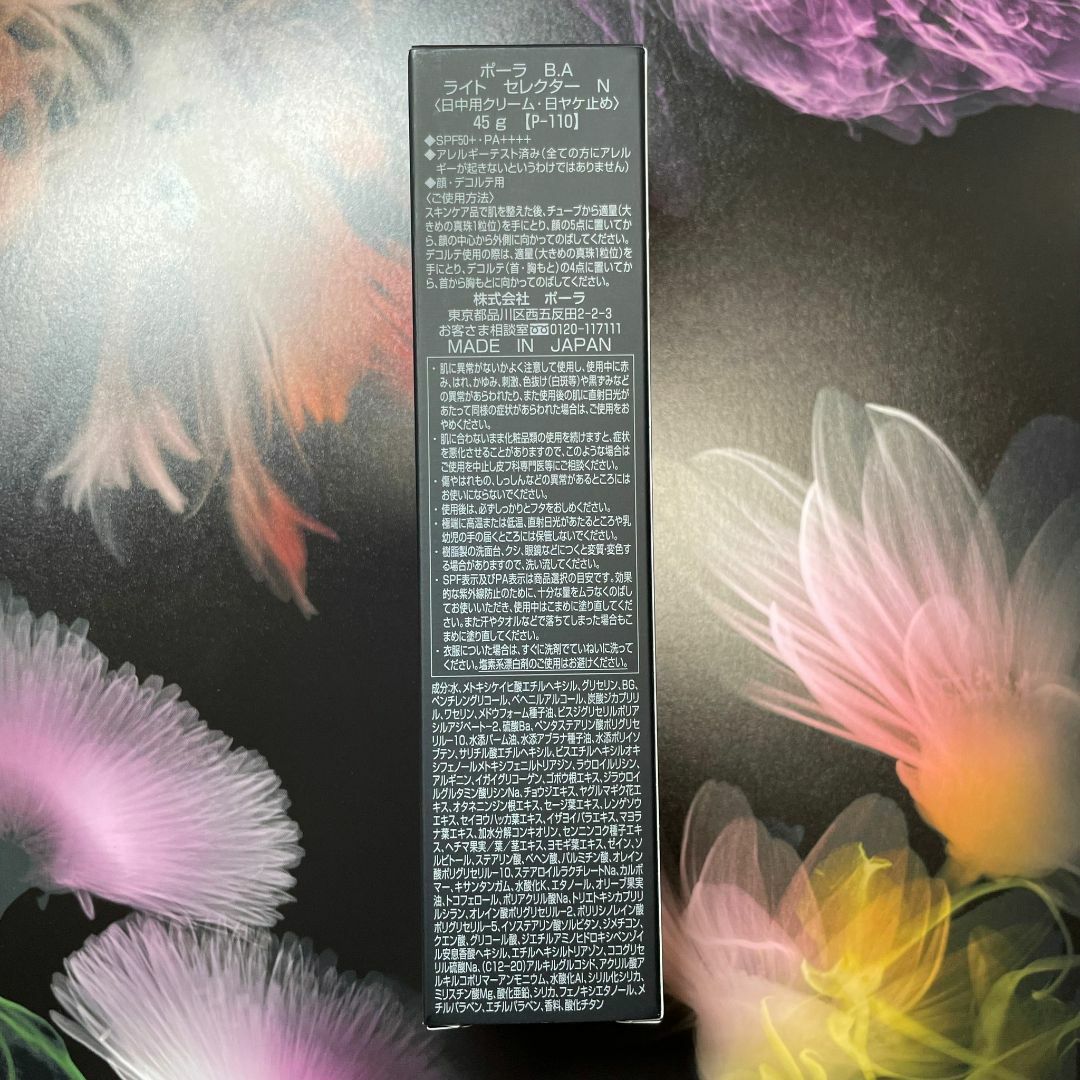 ポーラ B.A
ライト セレクター N
〈日中用クリーム・日ヤケ止め〉
45g 【P-110】
◆SPF50+・PA++++
◆アレルギーテスト済み(全ての方にアレル
ギーが起きないというわけではありません)
◆顔・デコルテ用
〈ご使用方法〉
スキンケア品で肌を整えた後、チューブから適量(大
きめの真珠1粒位)を手にとり、顔の5点に置いてか
ら、顔の中心から外側に向かってのばしてください。
デコルテ使用の際は、適量(大きめの真珠1粒位)を
手にとり、デコルテ(首・胸もと)の4点に置いてか
ら、首から胸もとに向かってのばしてください。
株式会社 ポーラ
東京都品川区西五反田2-2-3
お客さま相談室 0120-117111
MADE IN JAPAN
・肌に異常がないかよく注意して使用し、使用中に赤
み、はれ、かゆみ、刺激、色抜け(白斑等)や黒ずみなど
の異常があらわれたり、また使用後の肌に直射日光が
あたって同様の症状があらわれた場合は、ご使用をお
やめください。
・肌に合わないまま化粧品類の使用を続けますと、症状
を悪化させることがありますので、このような場合は
ご使用を中止し皮フ科専門医等にご相談ください。
・傷やはれもの、しっしんなどの異常があるところには
お使いにならないでください。
・使用後は、必ずしっかりとフタをおしめください。
・極端に高温または低温、直射日光があたるところや乳
幼児の手の届くところには保管しないでください。
・樹脂製の洗面台、クシ、眼鏡などにつくと変質・変色す
る場合がありますので、洗い流してください。
・SPF表示及びPA表示は商品選択の目安です。効果
的な紫外線防止のために、十分な量をムラなくのばし
てお使いいただき、使用中はこまめに塗り直してくだ
さい。また汗やタオルなどで落ちてしまった場合もこ
まめに塗り直してください。
・衣服についた場合は、すぐに洗剤でていねいに洗って
ください。塩素系漂白剤のご使用はお避けください。
成分:水、メトキシケイヒ酸エチルヘキシル、グリセリン、BG、
ペンチレングリコール、ベヘニルアルコール、炭酸ジカプリリ
ル、ワセリン、メドウフォーム種子油、ビスジグリセリルポリア
シルアジペート-2、硫酸Ba、ペンタステアリン酸ポリグリセ
リル-10、水添パーム油、水添アブラナ種子油、水添ポリイソ
ブテン、サリチル酸エチルヘキシル、ビスエチルヘキシルオキ
シフェノールメトキシフェニルトリアジン、ラウロイルリシン、
アルギニン、イガイグリコーゲン、ゴボウ根エキス、ジラウロイ
ルグルタミン酸リシンNa、チョウジエキス、ヤグルマギク花エ
キス、オタネニンジン根エキス、セージ葉エキス、レンゲソウ
エキス、セイヨウハッカ葉エキス、イザヨイバラエキス、マヨラ
ナ葉エキス、加水分解コンキオリン、センニンコク種子エキ
ス、ヘチマ果実/葉/茎エキス、ヨモギ葉エキス、ゼイン、ソ
ルビトール、ステアリン酸、ベヘン酸、パルミチン酸、オレイン
酸ポリグリセリル-10、ステアロイルラクチレートNa、カルボ
マー、キサンタンガム、水酸化K、エタノール、オリーブ果実
油、トコフェロール、ポリアクリル酸Na、トリエトキシカプリリ
ルシラン、オレイン酸ポリグリセリル-2、ポリリシノレイン酸
ポリグリセリル-5、イソステアリン酸ソルビタン、ジメチコン、
クエン酸、グリコール酸、ジエチルアミノヒドロキシベンゾイ
ル安息香酸ヘキシル、エチルヘキシルトリアゾン、ココグリセ
リル硫酸Na、(C12-20)アルキルグルコシド、アクリル酸ア
ルキルコポリマーアンモニウム、水酸化Al、シリル化シリカ、
ミリスチン酸Mg、酸化亜鉛、シリカ、フェノキシエタノール、メ
チルパラベン、エチルパラベン、香料、酸化チタン